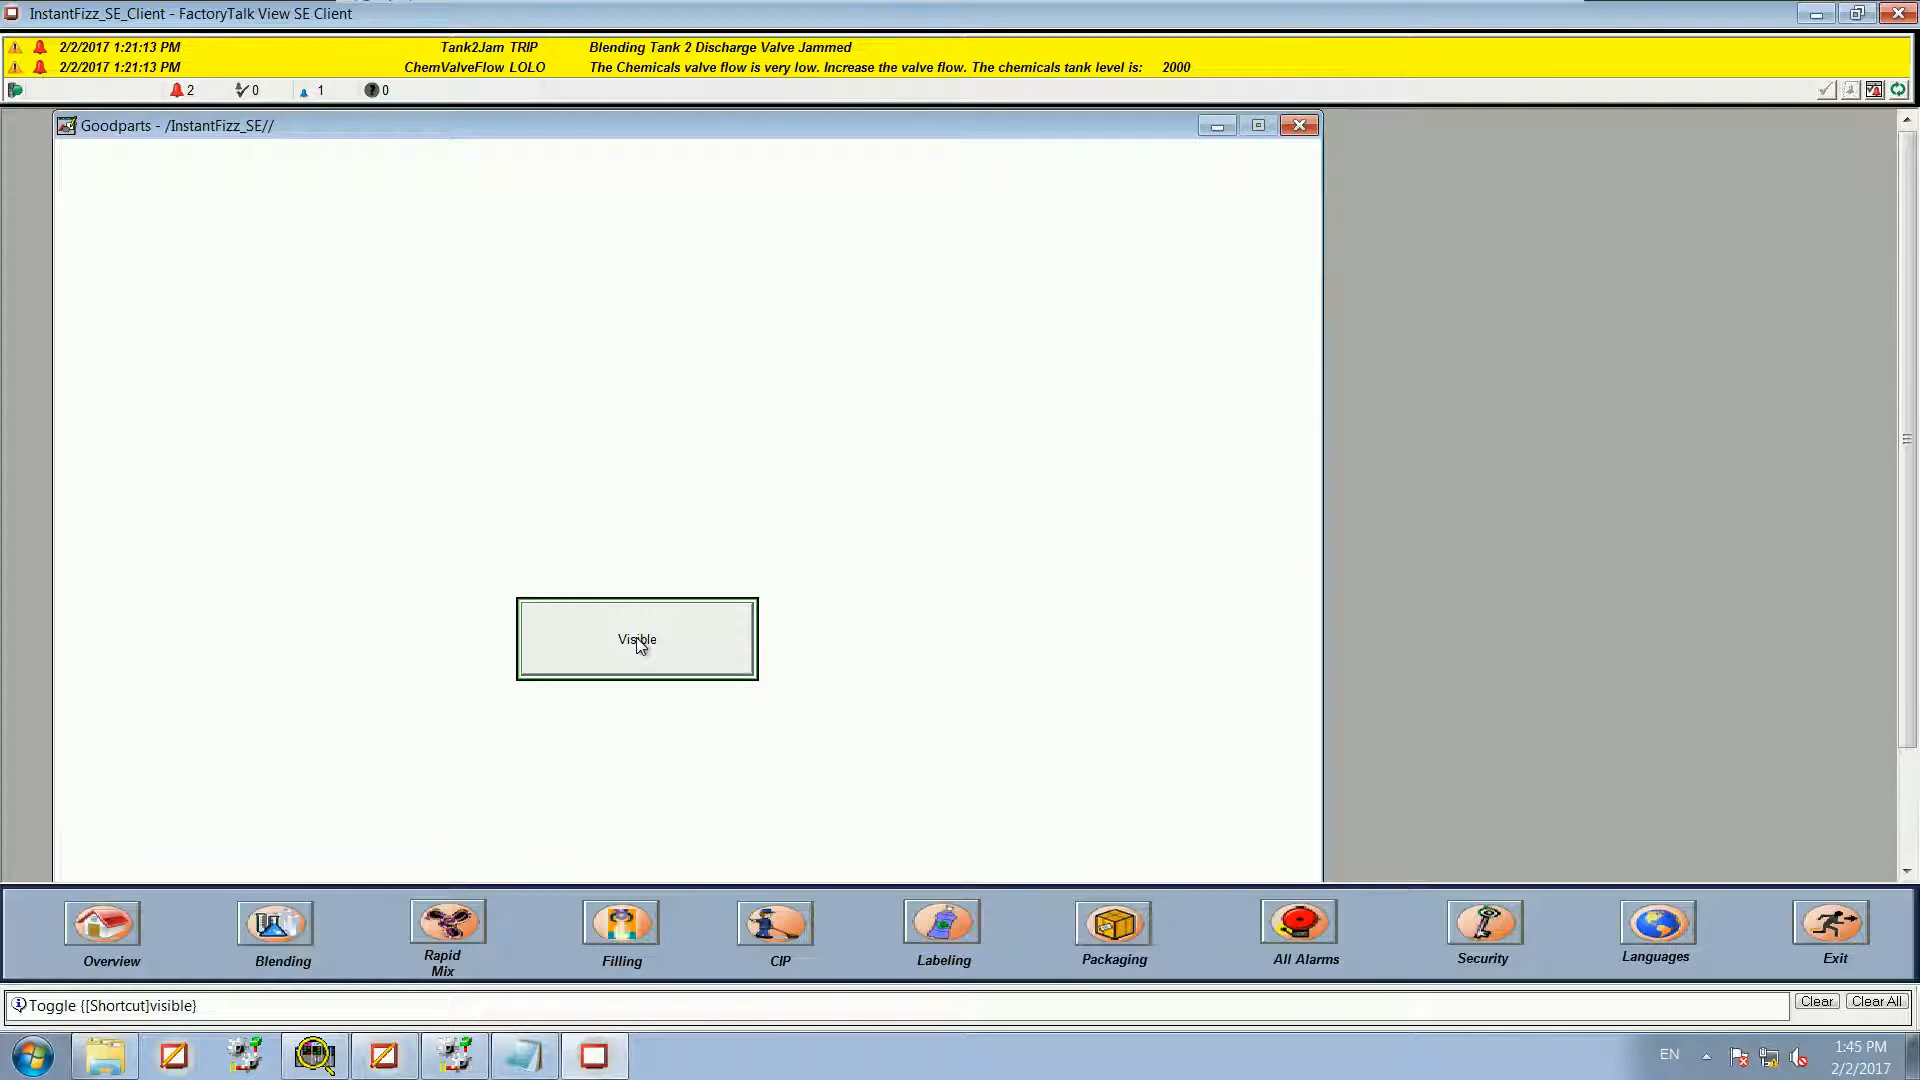 InstantFizz_SE_Client - FactoryTalk View SE Client
2/2/2017 1:21:13 PM Tank2Jam TRIP Blending Tank 2 Discharge Valve Jammed
2/2/2017 1:21:13 PM ChemValveFlow LOLO The Chemicals valve flow is very low. Increase the valve flow. The chemicals tank level is: 2000
2 0 1 0
Goodparts - /InstantFizz_SE//
Visible
Overview
Blending
Rapid
Mix
Filling
CIP
Labeling
Packaging
All Alarms
Security
Languages
Exit
Toggle {[Shortcut]visible}
Clear
Clear All
EN
1:45 PM
2/2/2017